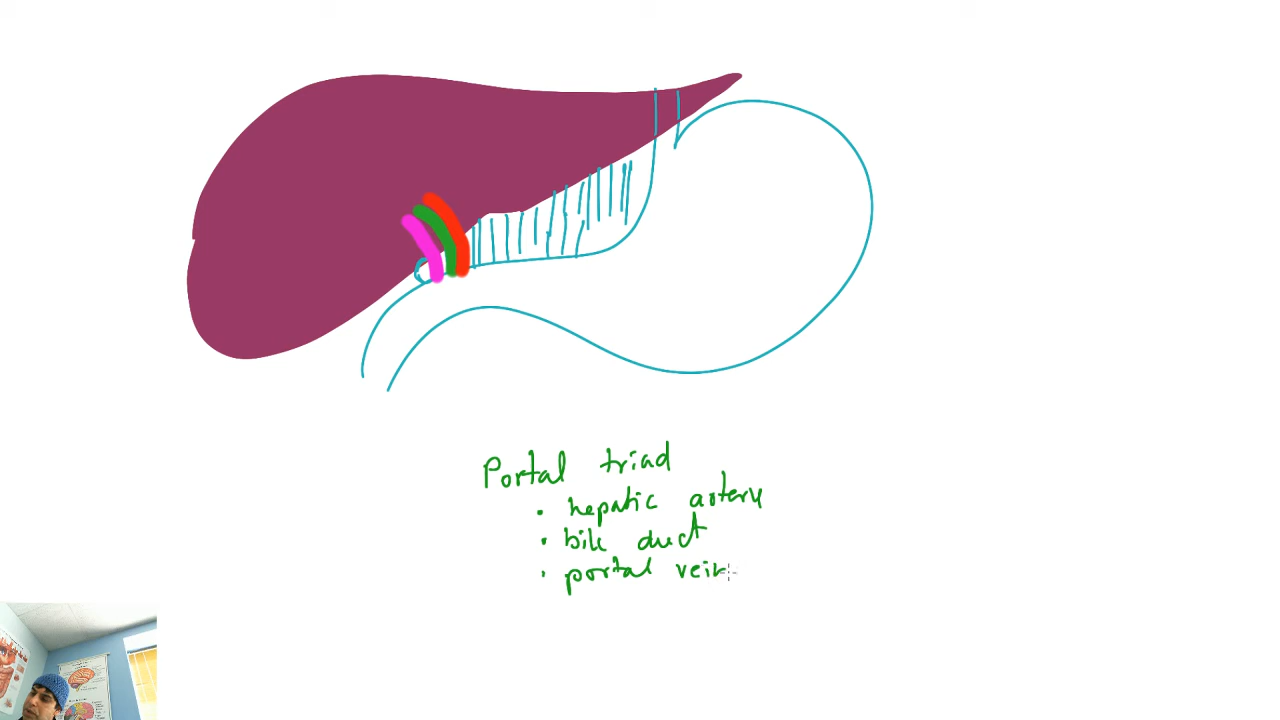 Portal triad
• hepatic artery
• bile duct
• portal vein